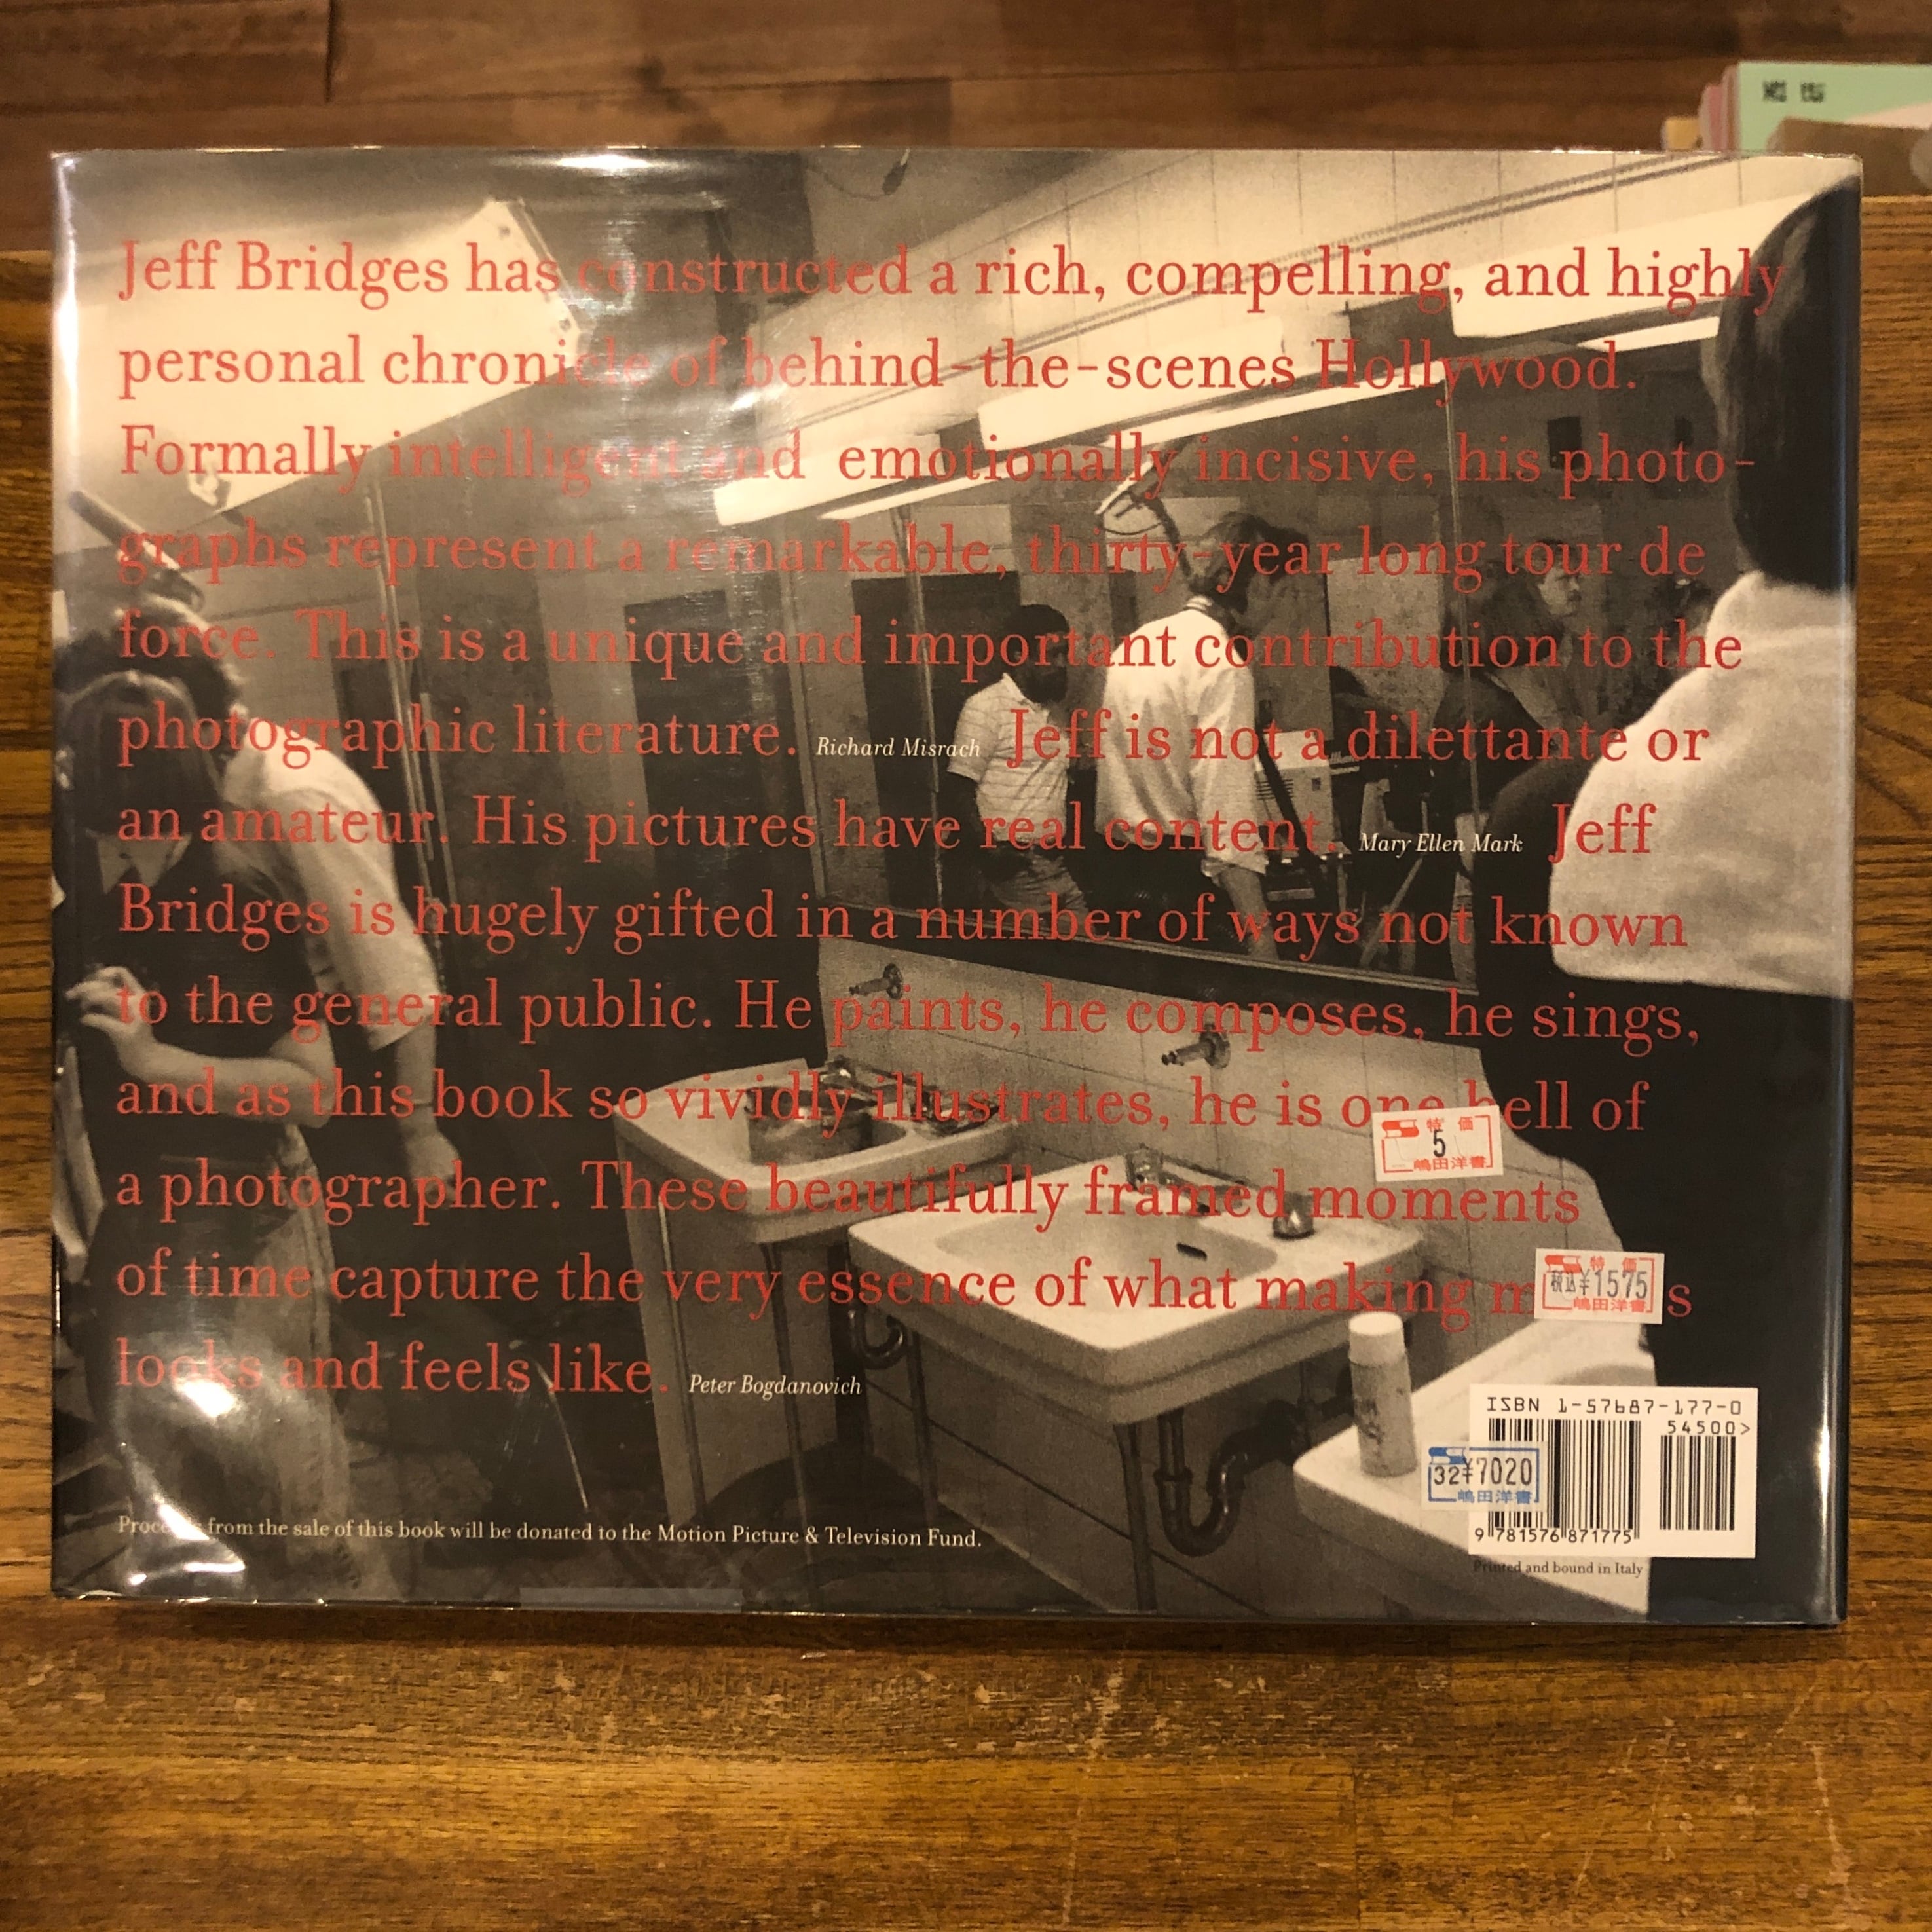 Jeff Bridges has constructed a rich, compelling, and highly
personal chronicle of behind-the-scenes Hollywood.
Formally intelligent and emotionally incisive, his photo-
graphs represent a remarkable, thirty-year long tour de
force. This is a unique and important contribution to the
photographic literature. Richard Misrach Jeff is not a dilettante or
an amateur. His pictures have real content. Mary Ellen Mark Jeff
Bridges is hugely gifted in a number of ways not known
to the general public. He paints, he composes, he sings,
and as this book so vividly illustrates, he is one hell of
a photographer. These beautifully framed moments
of time capture the very essence of what making
looks and feels like. Peter Bogdanovich
特価
5
嶋田洋書
特価
税込¥1575
嶋田洋書
ISBN 1-57687-177-0
54500>
32¥7020
嶋田洋書
9 781576 871775
Proceeds from the sale of this book will be donated to the Motion Picture & Television Fund.
Printed and bound in Italy